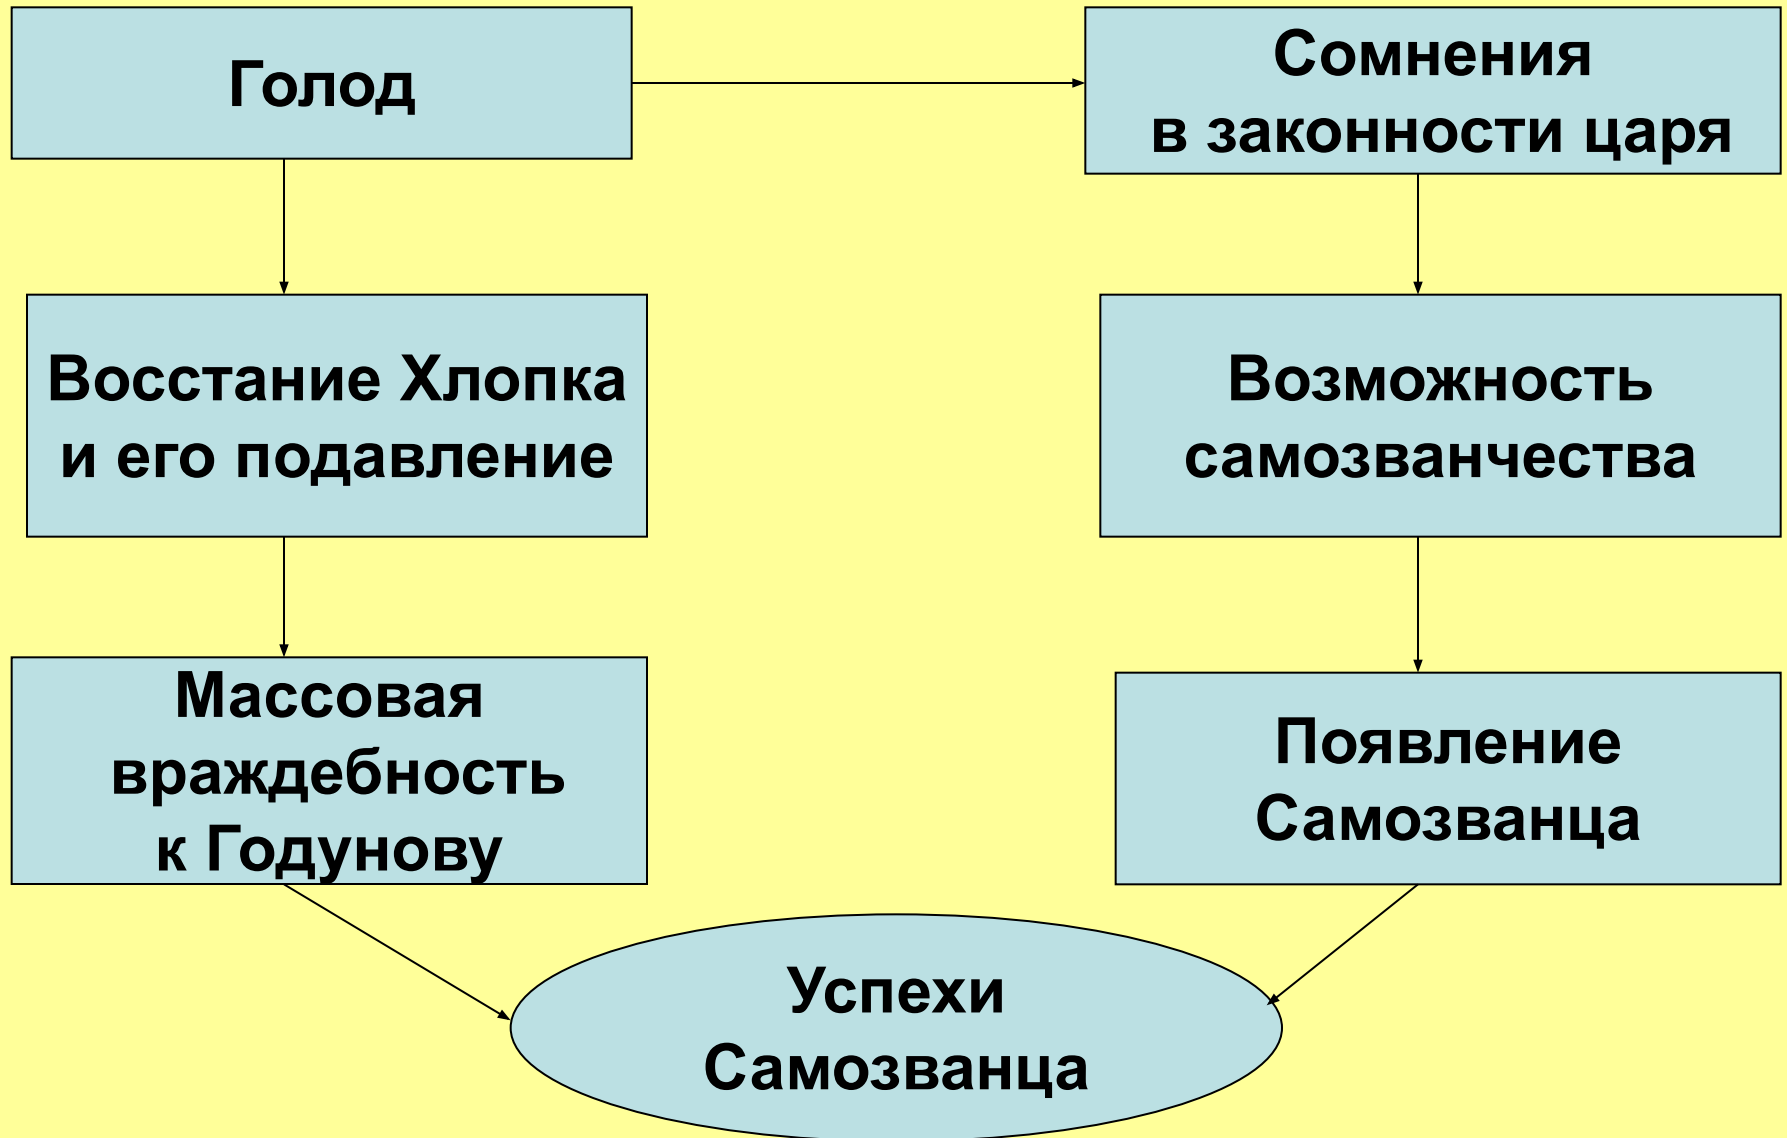 Голод
Сомнения
в законности царя
Восстание Хлопка
и его подавление
Возможность
самозванчества
Массовая
враждебность
к Годунову
Появление
Самозванца
Успехи
Самозванца